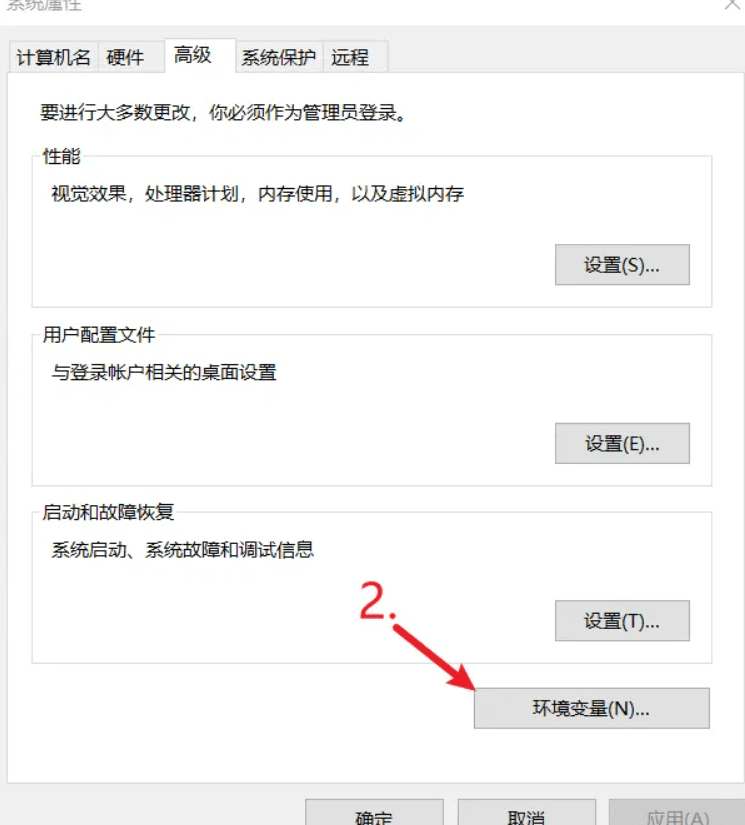 系统属性
计算机名 硬件 高级 系统保护 远程
要进行大多数更改，你必须作为管理员登录。
性能
视觉效果，处理器计划，内存使用，以及虚拟内存
设置(S)...
用户配置文件
与登录帐户相关的桌面设置
设置(E)...
启动和故障恢复
系统启动、系统故障和调试信息
2.
设置(T)...
环境变量(N)...
确定 取消 应用(A)